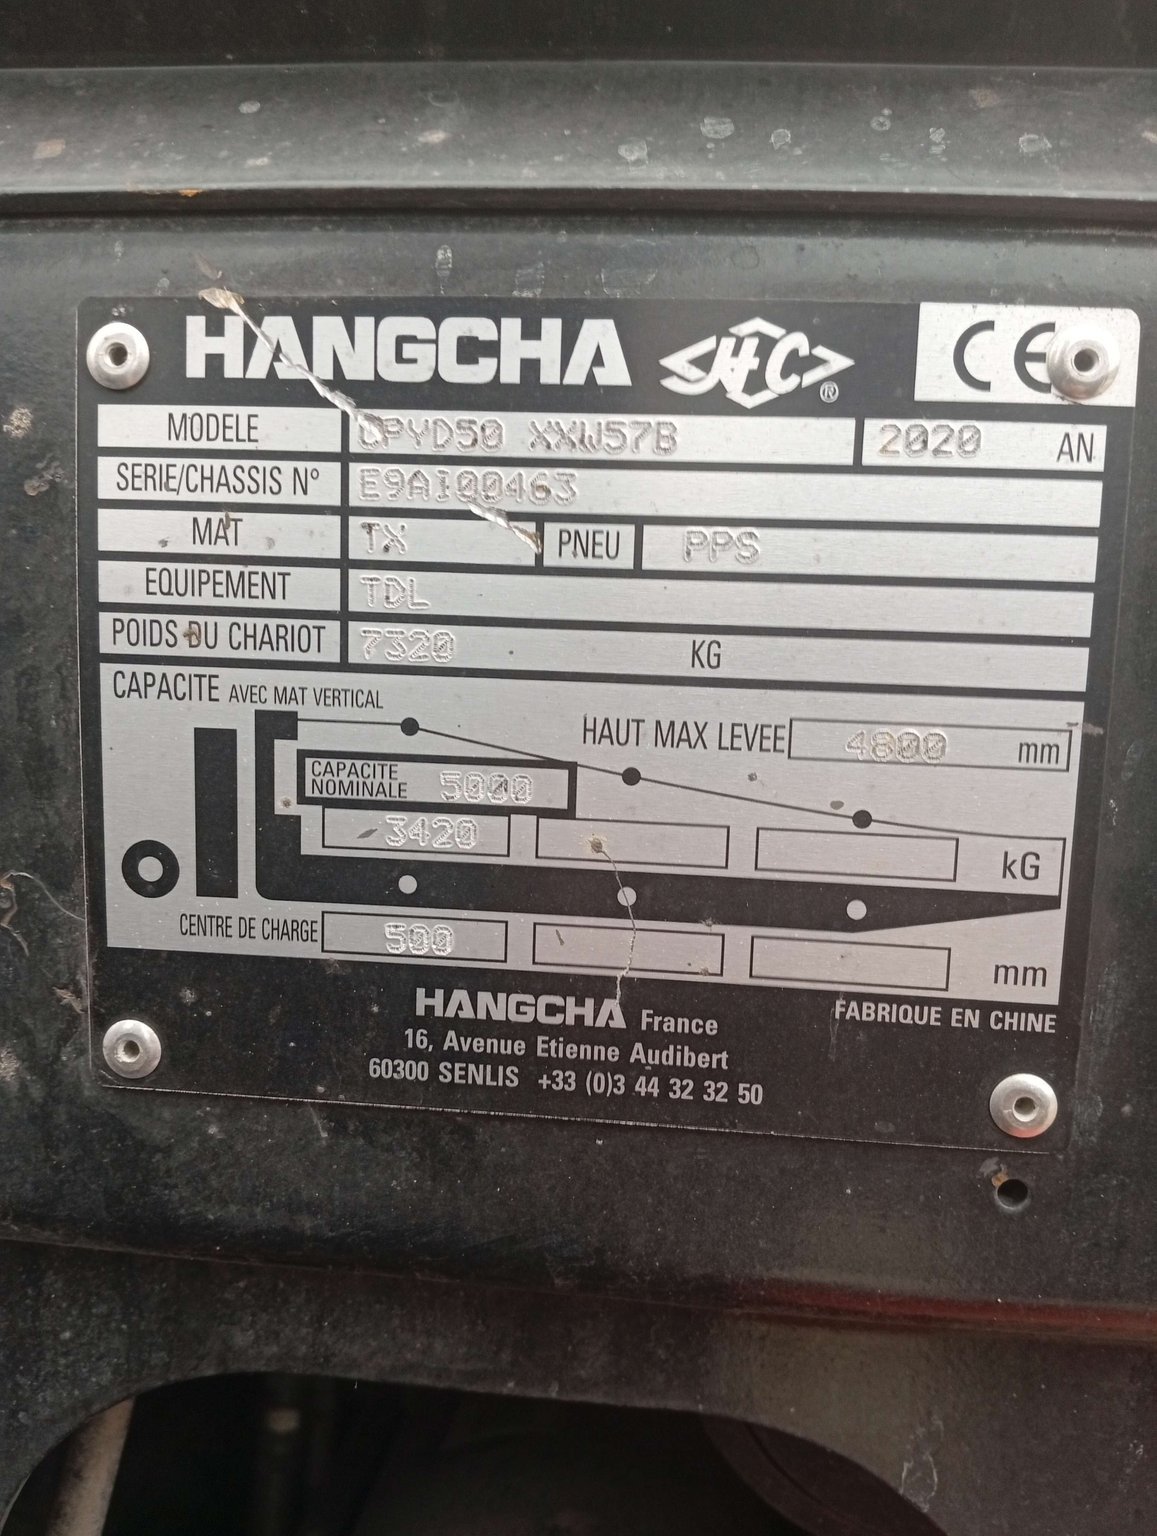 HANGCHA HC ® CE
MODELE CPYD50 XXW57B 2020 AN
SERIE/CHASSIS N° E9AI00463
MAT TX PNEU PPS
EQUIPEMENT TDL
POIDS DU CHARIOT 7320 KG
CAPACITE AVEC MAT VERTICAL
HAUT MAX LEVEE 4800 mm
CAPACITE
NOMINALE 5000
3420 kG
CENTRE DE CHARGE 500 mm
HANGCHA France
FABRIQUE EN CHINE
16, Avenue Etienne Audibert
60300 SENLIS +33 (0)3 44 32 32 50